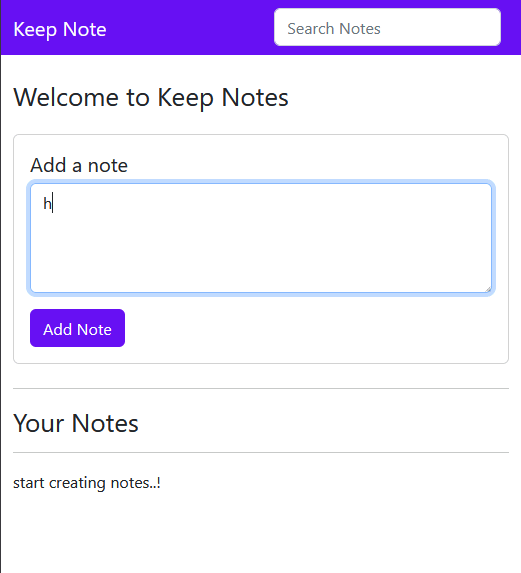 Keep Note
Search Notes
Welcome to Keep Notes
Add a note
h
Add Note
Your Notes
start creating notes..!